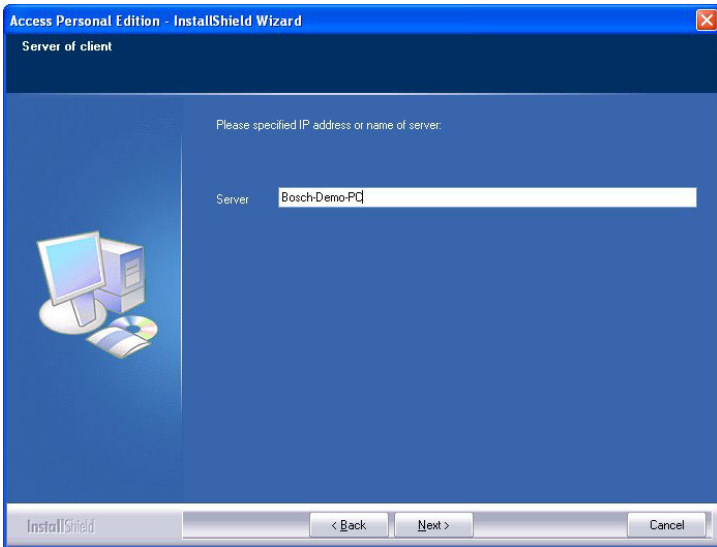 Access Personal Edition - InstallShield Wizard
Server of client
Please specified IP address or name of server:
Server Bosch-Demo-PC
InstallShield
< Back Next > Cancel